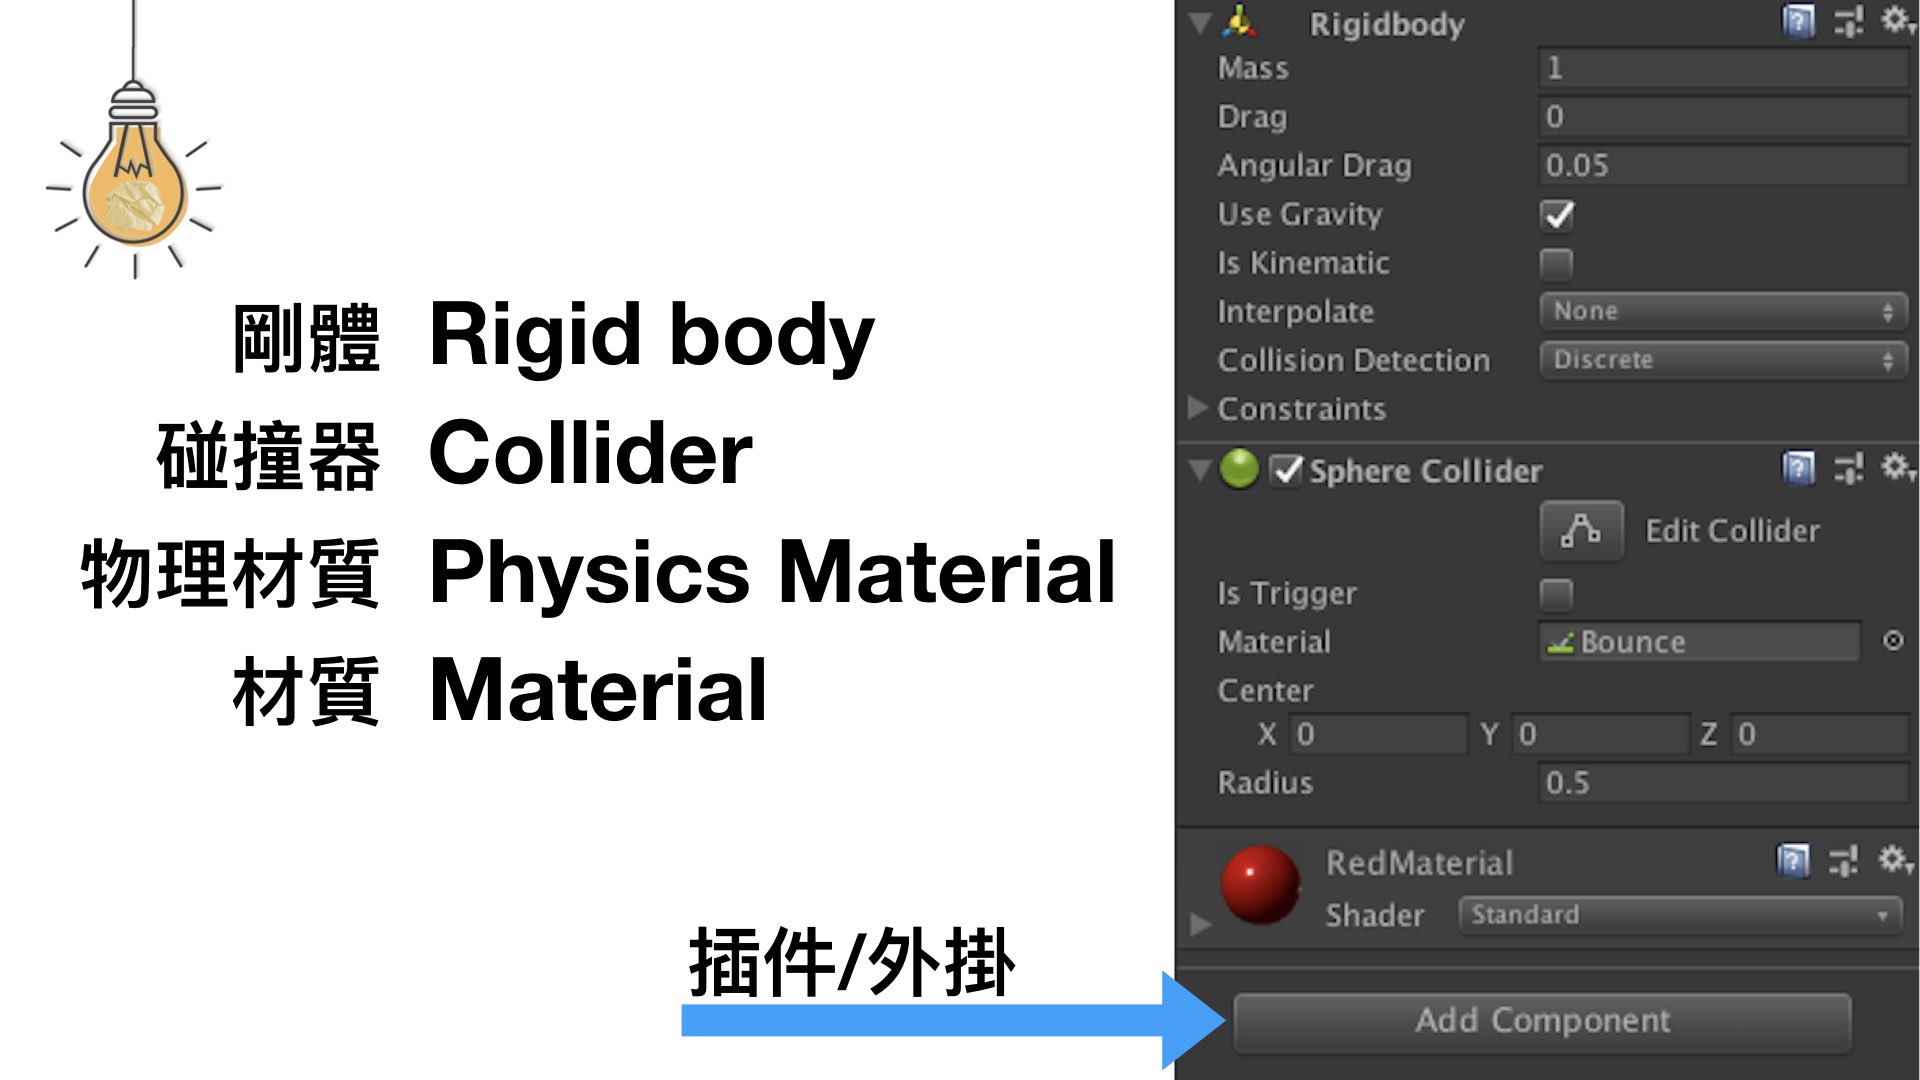 剛體 Rigid body
碰撞器 Collider
物理材質 Physics Material
材質 Material
插件/外掛
Rigidbody
Mass 1
Drag 0
Angular Drag 0.05
Use Gravity
Is Kinematic
Interpolate None
Collision Detection Discrete
Constraints
Sphere Collider
Edit Collider
Is Trigger
Material Bounce
Center
X 0 Y 0 Z 0
Radius 0.5
RedMaterial
Shader Standard
Add Component